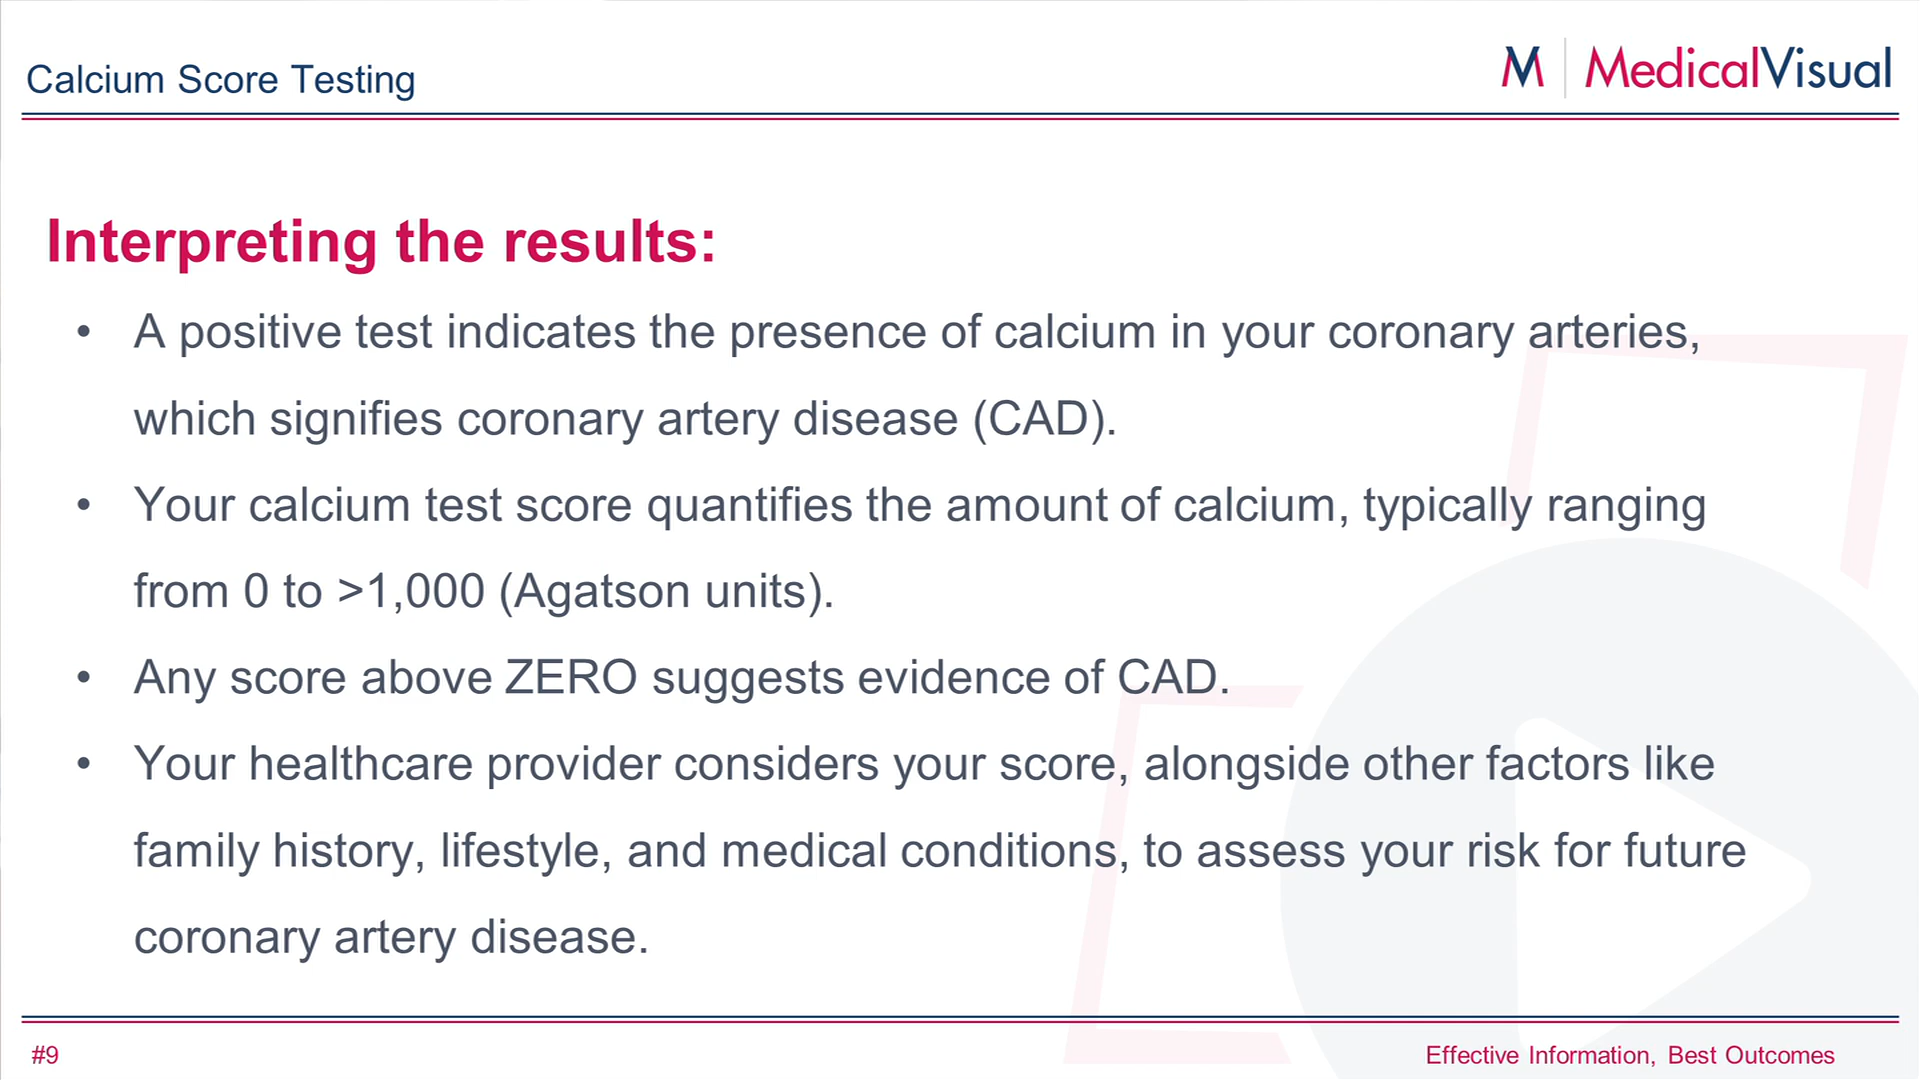 Calcium Score Testing
M | MedicalVisual
Interpreting the results:
• A positive test indicates the presence of calcium in your coronary arteries,
which signifies coronary artery disease (CAD).
• Your calcium test score quantifies the amount of calcium, typically ranging
from 0 to >1,000 (Agatson units).
• Any score above ZERO suggests evidence of CAD.
• Your healthcare provider considers your score, alongside other factors like
family history, lifestyle, and medical conditions, to assess your risk for future
coronary artery disease.
#9
Effective Information, Best Outcomes